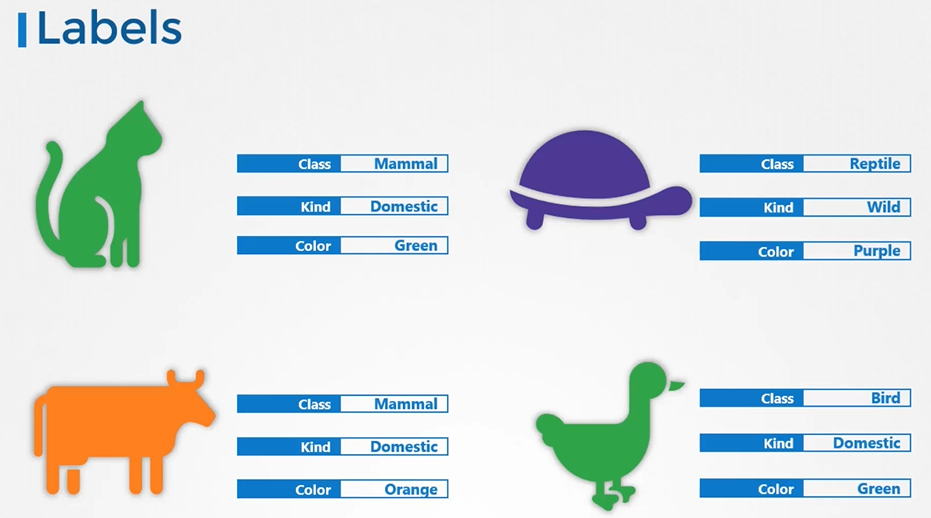 Labels
Class Mammal
Kind Domestic
Color Green
Class Reptile
Kind Wild
Color Purple
Class Mammal
Kind Domestic
Color Orange
Class Bird
Kind Domestic
Color Green